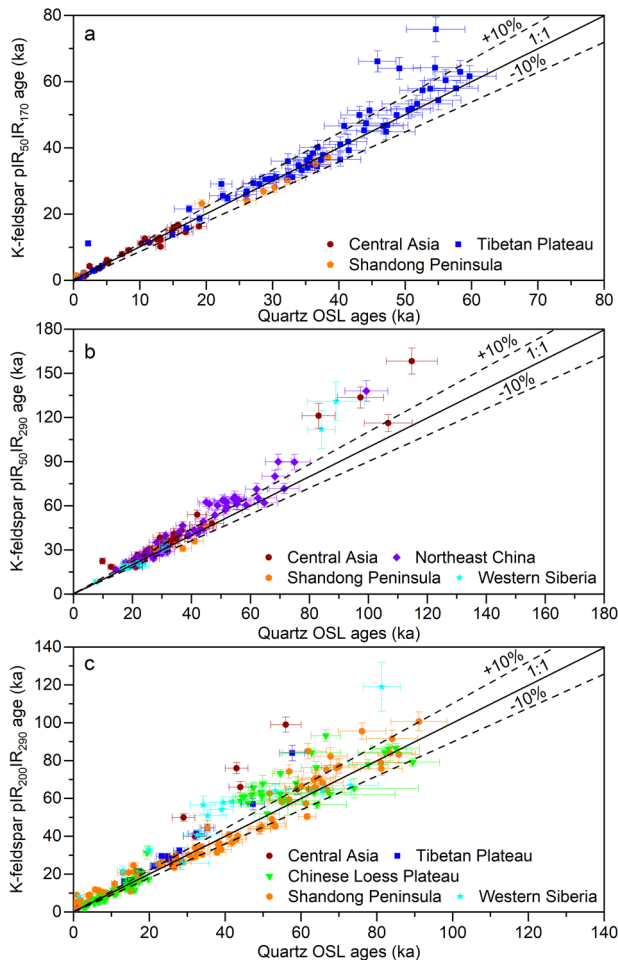 a
+10%
1:1
-10%
80
60
40
20
0
K-feldspar pIR50IR170 age (ka)
Central Asia
Tibetan Plateau
Shandong Peninsula
0 10 20 30 40 50 60 70 80
Quartz OSL ages (ka)
b
+10%
1:1
-10%
180
150
120
90
60
30
0
K-feldspar pIR50IR290 age (ka)
Central Asia
Northeast China
Shandong Peninsula
Western Siberia
0 20 40 60 80 100 120 140 160 180
Quartz OSL ages (ka)
c
+10%
1:1
-10%
140
120
100
80
60
40
20
0
K-feldspar pIR200IR290 age (ka)
Central Asia
Tibetan Plateau
Chinese Loess Plateau
Shandong Peninsula
Western Siberia
0 20 40 60 80 100 120 140
Quartz OSL ages (ka)